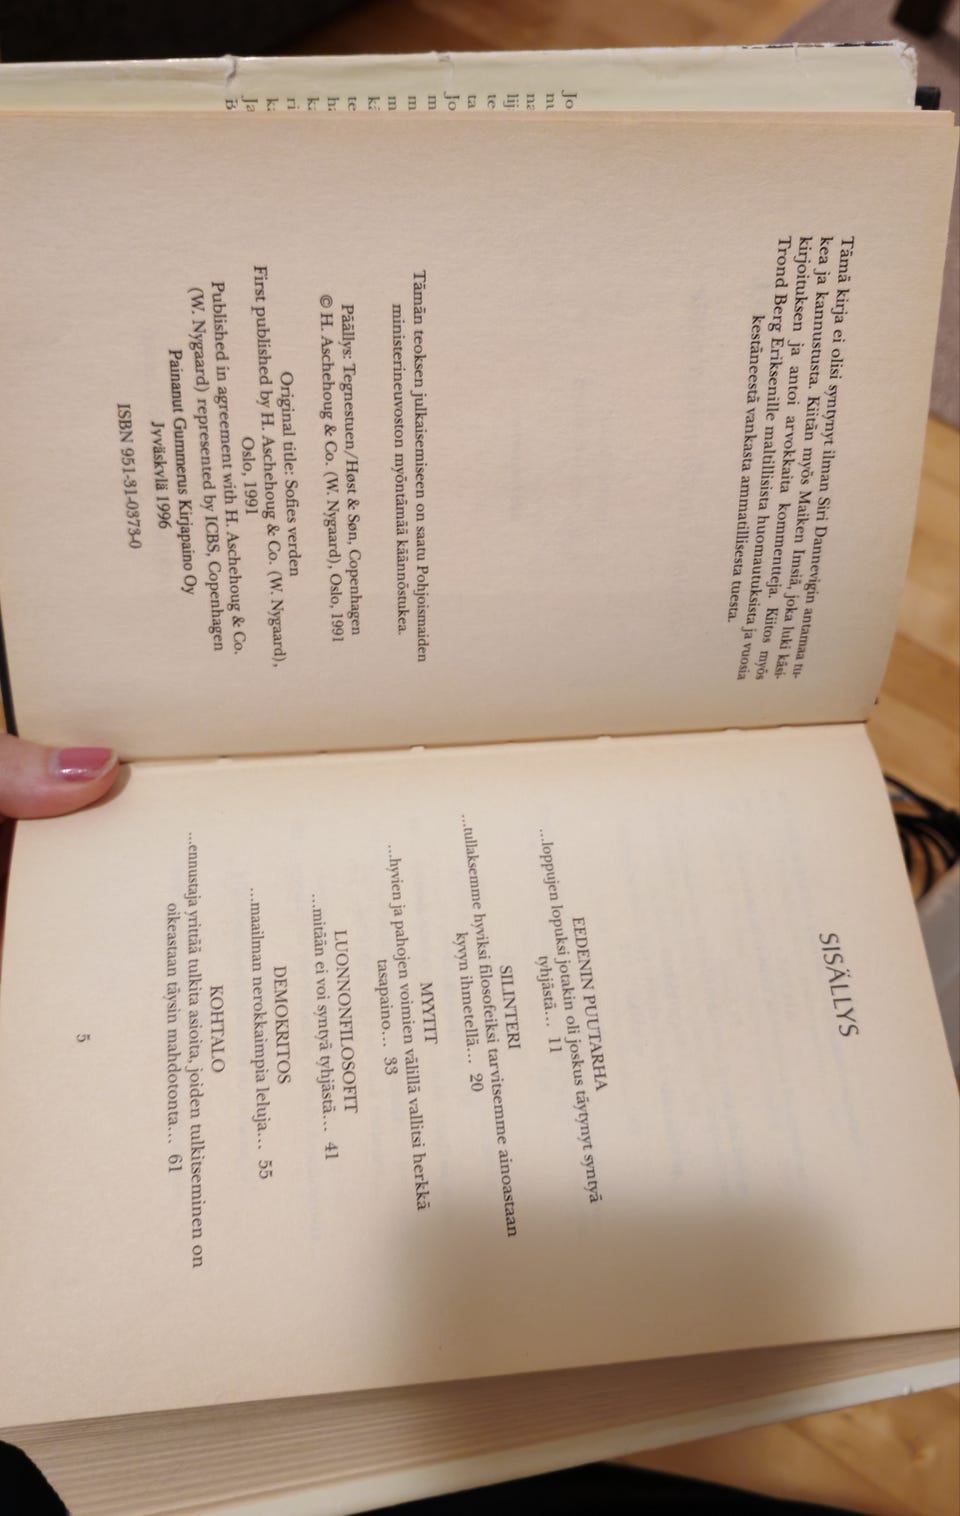 Tämä kirja ei olisi syntynyt ilman Siri Dannevigin antamaa tu-
kea ja kannustusta. Kiitän myös Maiken Imsiä, joka luki käsi-
kirjoituksen ja antoi arvokkaita kommentteja. Kiitos myös
Trond Berg Eriksenille maltillisista huomautuksista ja vuosia
kestäneestä vankasta ammatillisesta tuesta.
Tämän teoksen julkaisemiseen on saatu Pohjoismaiden
ministerineuvoston myöntämää käännöstukea.
Päällys: Tegnestuen/Høst & Søn, Copenhagen
© H. Aschehoug & Co. (W. Nygaard), Oslo, 1991
Original title: Sofies verden
First published by H. Aschehoug & Co. (W. Nygaard),
Oslo, 1991
Published in agreement with H. Aschehoug & Co.
(W. Nygaard) represented by ICBS, Copenhagen
Painanut Gummerus Kirjapaino Oy
Jyväskylä 1996
ISBN 951-31-0373-0
SISÄLLYS
EEDENIN PUUTARHA
...loppujen lopuksi jotakin oli joskus täytynyt syntyä
tyhjästä... 11
SILINTERI
...tullaksemme hyviksi filosofeiksi tarvitsemme ainoastaan
kyvyn ihmetellä... 20
MYYTIT
...hyvien ja pahojen voimien välillä vallitsi herkkä
tasapaino... 33
LUONNONFILOSOFIT
...mitään ei voi syntyä tyhjästä... 41
DEMOKRITOS
...maailman nerokkaimpia leluja... 55
KOHTALO
...ennustaja yrittää tulkita asioita, joiden tulkitseminen on
oikeastaan täysin mahdotonta... 61
5